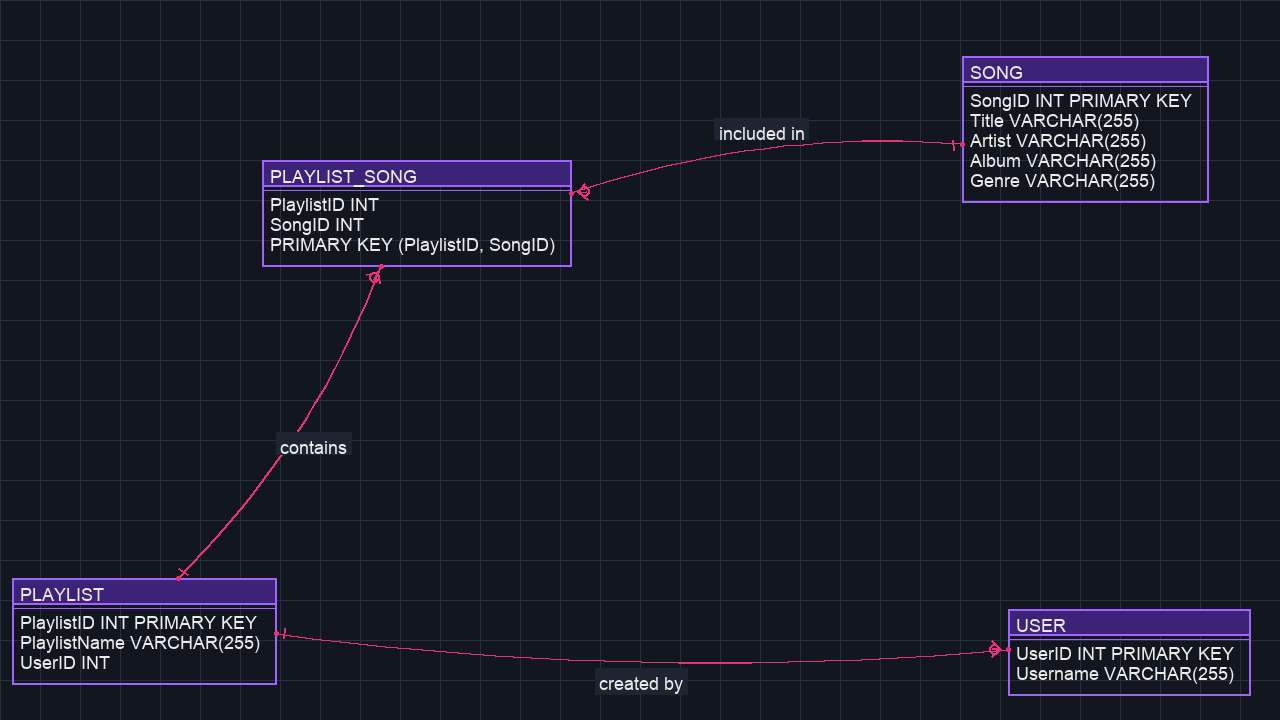 SONG
SongID INT PRIMARY KEY
Title VARCHAR(255)
Artist VARCHAR(255)
Album VARCHAR(255)
Genre VARCHAR(255)
included in
PLAYLIST_SONG
PlaylistID INT
SongID INT
PRIMARY KEY (PlaylistID, SongID)
contains
PLAYLIST
PlaylistID INT PRIMARY KEY
PlaylistName VARCHAR(255)
UserID INT
created by
USER
UserID INT PRIMARY KEY
Username VARCHAR(255)